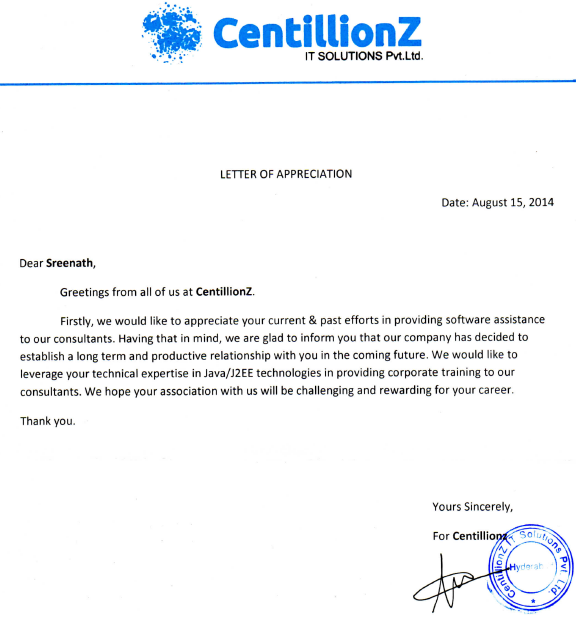 CentillionZ
IT SOLUTIONS Pvt.Ltd.
LETTER OF APPRECIATION
Date: August 15, 2014
Dear Sreenath,
Greetings from all of us at CentillionZ.
Firstly, we would like to appreciate your current & past efforts in providing software assistance
to our consultants. Having that in mind, we are glad to inform you that our company has decided to
establish a long term and productive relationship with you in the coming future. We would like to
leverage your technical expertise in Java/J2EE technologies in providing corporate training to our
consultants. We hope your association with us will be challenging and rewarding for your career.
Thank you.
Yours Sincerely,
For Centillionz
CentillionZ IT Solutions Pvt. Ltd.